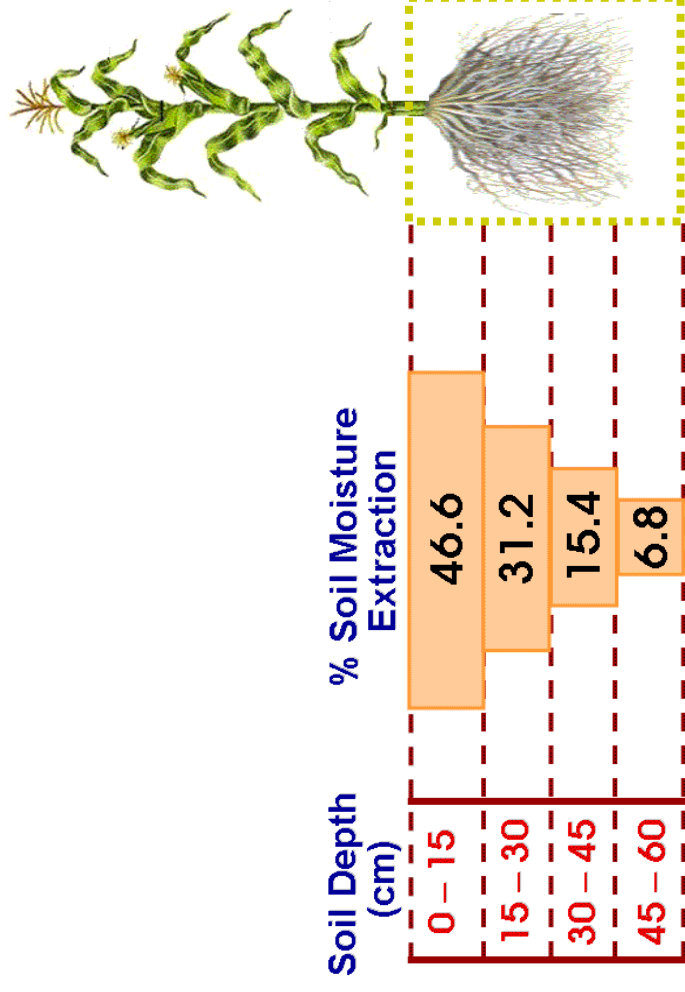 Soil Depth
(cm)
% Soil Moisture
Extraction
0 – 15
46.6
15 – 30
31.2
30 – 45
15.4
45 – 60
6.8